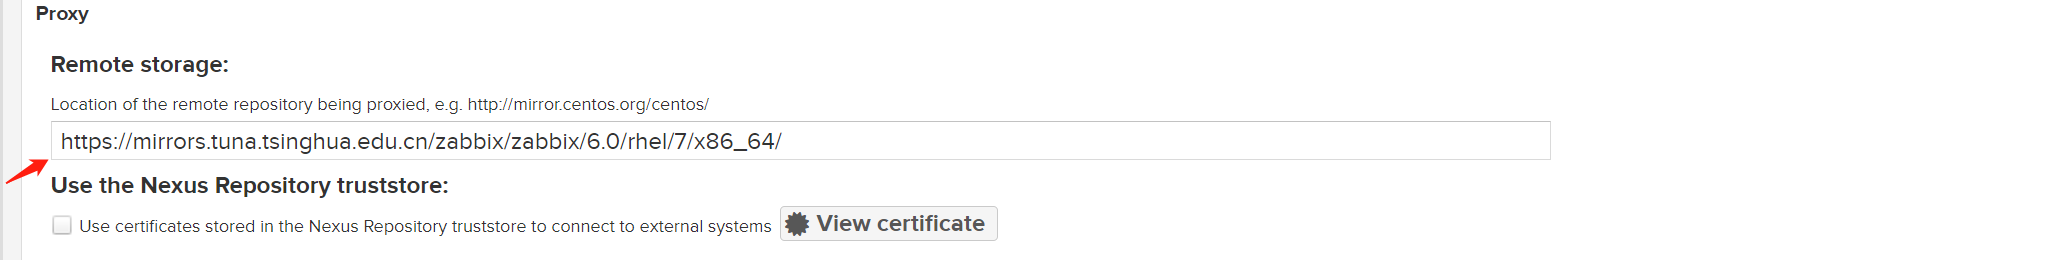 Proxy
Remote storage:
Location of the remote repository being proxied, e.g. http://mirror.centos.org/centos/
https://mirrors.tuna.tsinghua.edu.cn/zabbix/zabbix/6.0/rhel/7/x86_64/
Use the Nexus Repository truststore:
Use certificates stored in the Nexus Repository truststore to connect to external systems View certificate